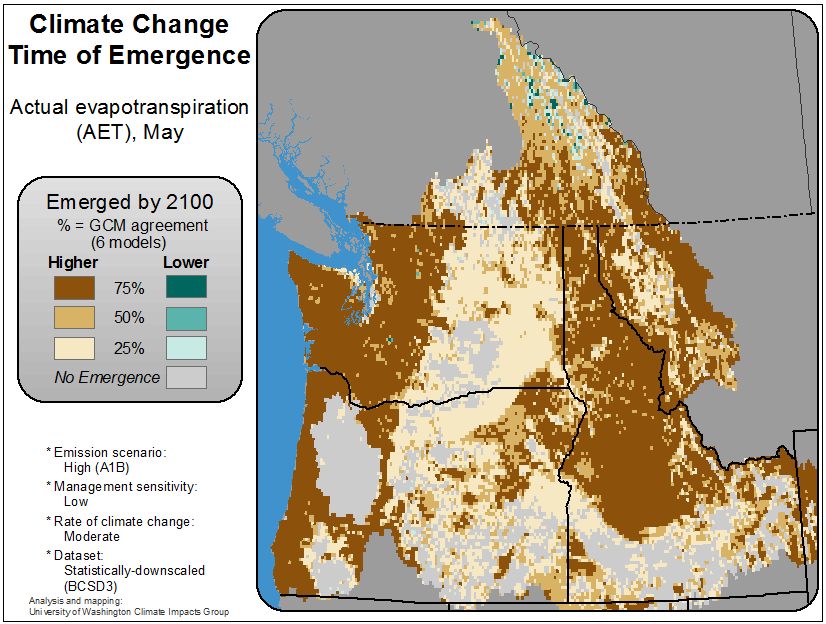 Climate Change
Time of Emergence
Actual evapotranspiration
(AET), May
Emerged by 2100
% = GCM agreement
(6 models)
Higher Lower
75%
50%
25%
No Emergence
* Emission scenario:
High (A1B)
* Management sensitivity:
Low
* Rate of climate change:
Moderate
* Dataset:
Statistically-downscaled
(BCSD3)
Analysis and mapping:
University of Washington Climate Impacts Group